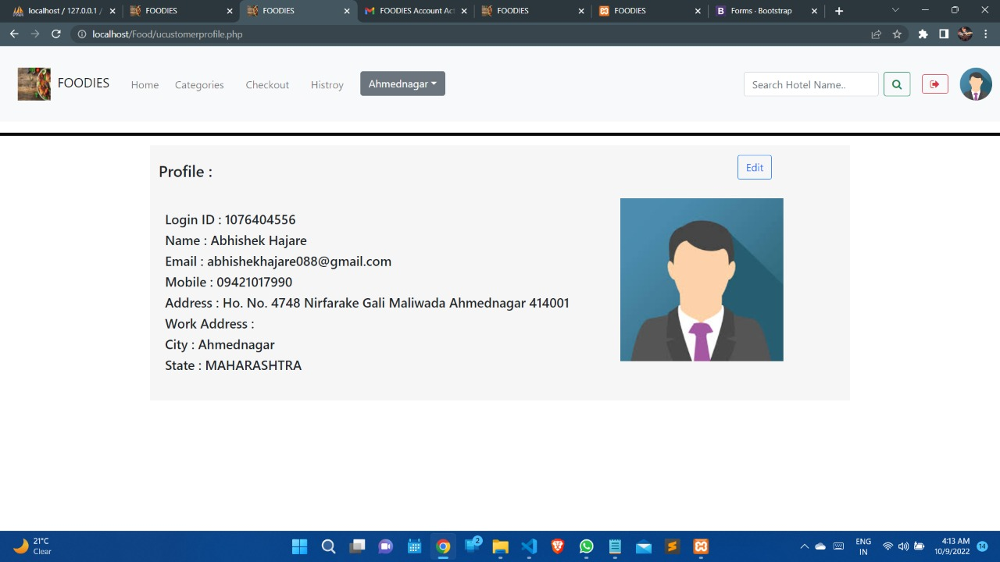 localhost / 127.0.0.1 /
FOODIES
FOODIES
FOODIES Account Act
FOODIES
FOODIES
Forms · Bootstrap
localhost/Food/ucustomerprofile.php
FOODIES
Home
Categories
Checkout
Histroy
Ahmednagar
Search Hotel Name..
Profile :
Edit
Login ID : 1076404556
Name : Abhishek Hajare
Email : abhishekhajare088@gmail.com
Mobile : 09421017990
Address : Ho. No. 4748 Nirfarake Gali Maliwada Ahmednagar 414001
Work Address :
City : Ahmednagar
State : MAHARASHTRA
21°C
Clear
2
ENG
IN
4:13 AM
10/9/2022
14